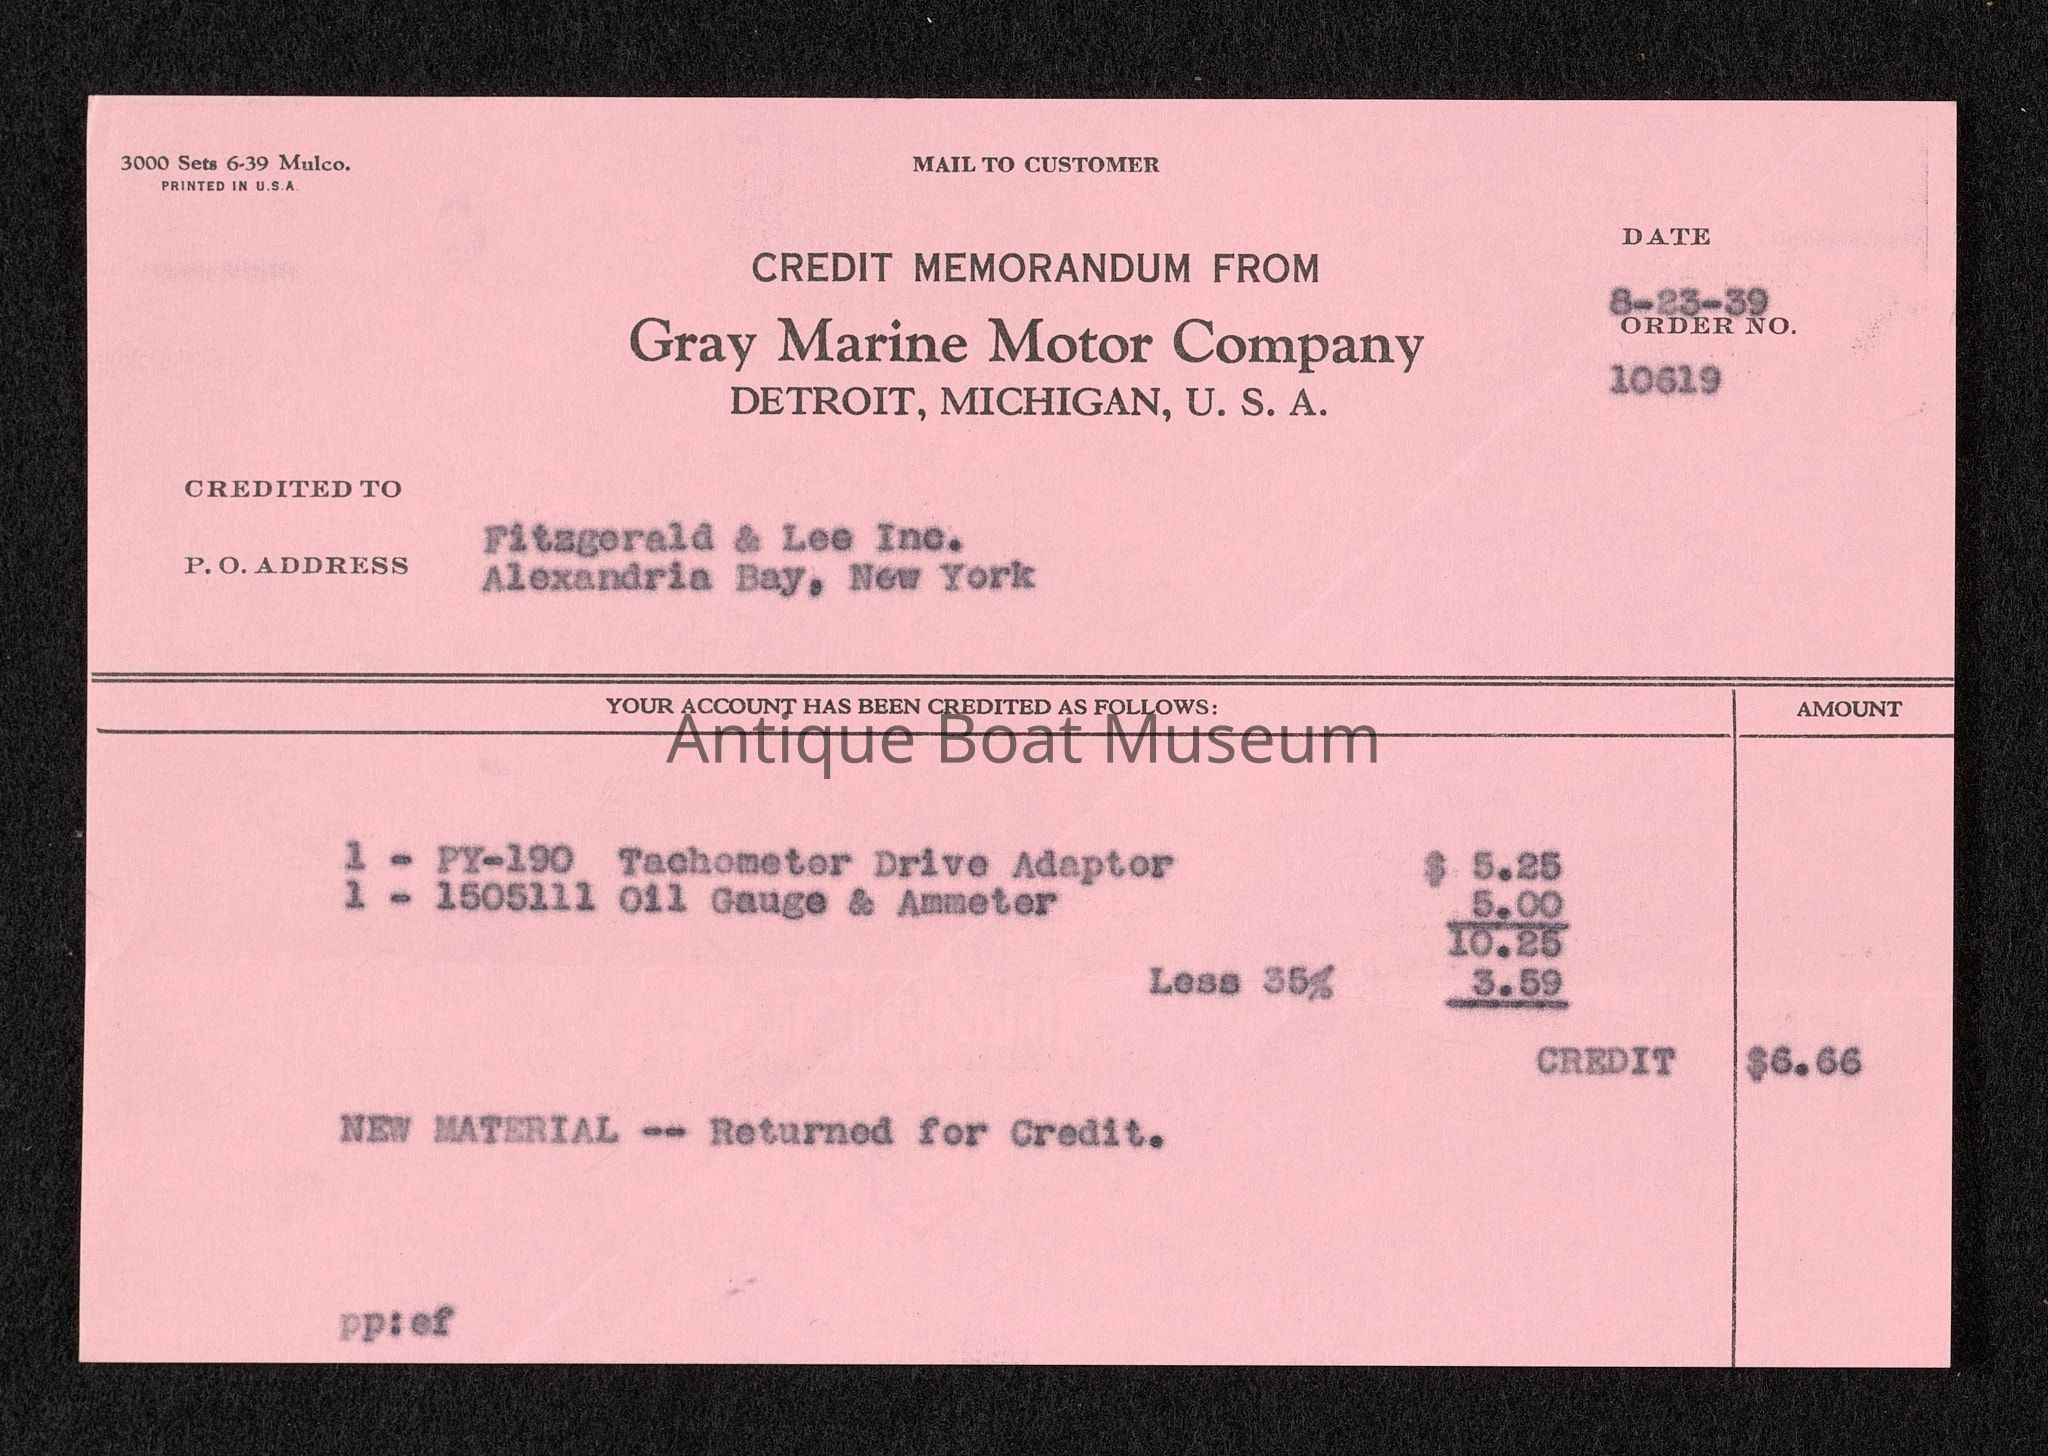 3000 Sets 6-39 Mulco.
PRINTED IN U.S.A.
MAIL TO CUSTOMER
DATE
CREDIT MEMORANDUM FROM
8-23-39
Gray Marine Motor Company
ORDER NO.
DETROIT, MICHIGAN, U. S. A.
10619
CREDITED TO
Fitzgerald & Lee Inc.
P. O. ADDRESS
Alexandria Bay, New York
YOUR ACCOUNT HAS BEEN CREDITED AS FOLLOWS: AMOUNT
Antique Boat Museum
1 - PY-190 Tachometer Drive Adaptor $ 5.25
1 - 1505111 Oil Gauge & Ammeter 5.00
10.25
Less 35% 3.59
CREDIT $6.66
NEW MATERIAL -- Returned for Credit.
pp:ef